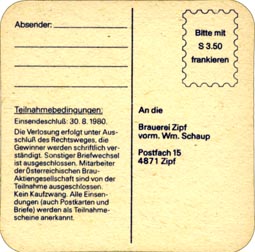 Absender:
Bitte mit
S 3.50
frankieren
Teilnahmebedingungen:
Einsendeschluß: 30. 8. 1980.
Die Verlosung erfolgt unter Aus-
schluß des Rechtsweges, die
Gewinner werden schriftlich ver-
ständigt. Sonstiger Briefwechsel
ist ausgeschlossen. Mitarbeiter
der Österreichischen Brau-
Aktiengesellschaft sind von der
Teilnahme ausgeschlossen.
Kein Kaufzwang. Alle Einsen-
dungen (auch Postkarten und
Briefe) werden als Teilnahme-
scheine anerkannt.
An die
Brauerei Zipf
vorm. Wm. Schaup
Postfach 15
4871 Zipf